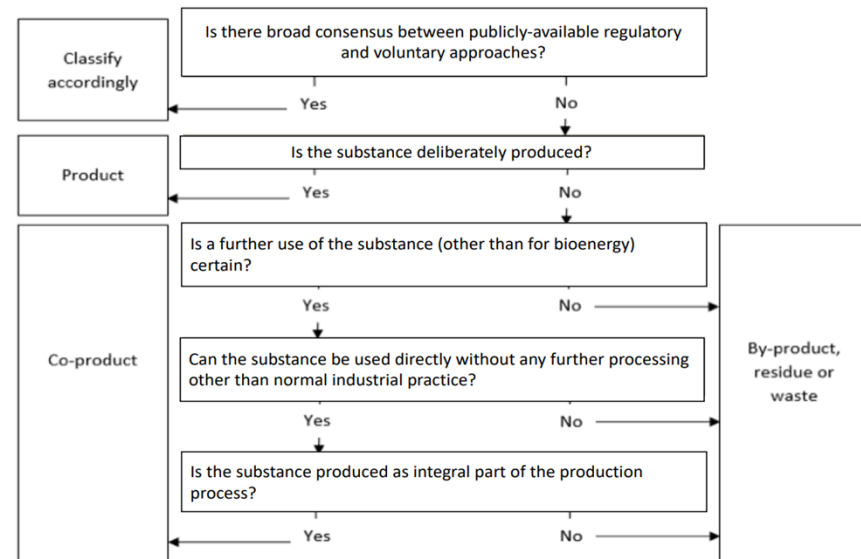 Is there broad consensus between publicly-available regulatory
and voluntary approaches?
Classify
accordingly
Yes
No
Is the substance deliberately produced?
Product
Yes
No
Is a further use of the substance (other than for bioenergy)
certain?
Yes
No
Co-product
Can the substance be used directly without any further processing
other than normal industrial practice?
By-product,
residue or
waste
Yes
No
Is the substance produced as integral part of the production
process?
Yes
No